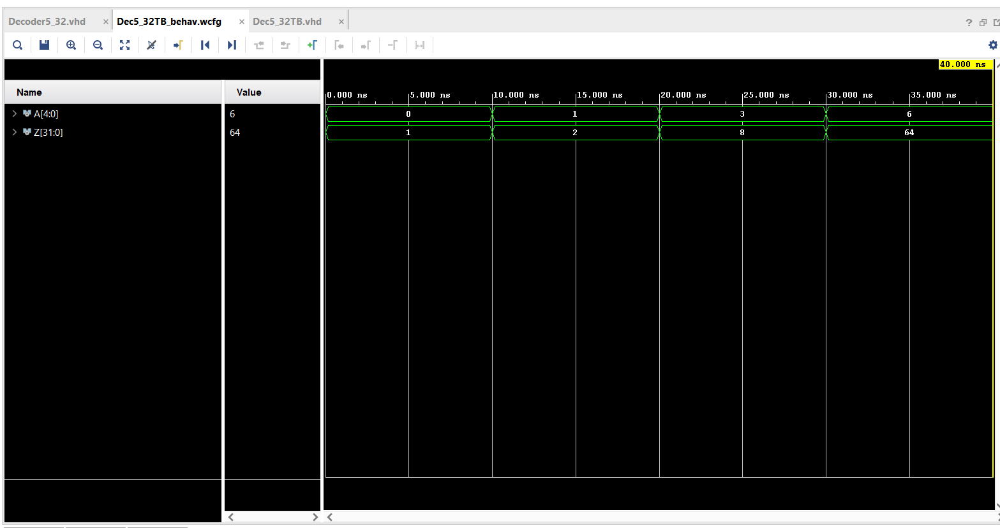 Decoder5_32.vhd × Dec5_32TB_behav.wcfg × Dec5_32TB.vhd ×
?
40.000 ns
Name Value
0.000 ns 5.000 ns 10.000 ns 15.000 ns 20.000 ns 25.000 ns 30.000 ns 35.000 ns
A[4:0] 6 0 1 3 6
Z[31:0] 64 1 2 8 64